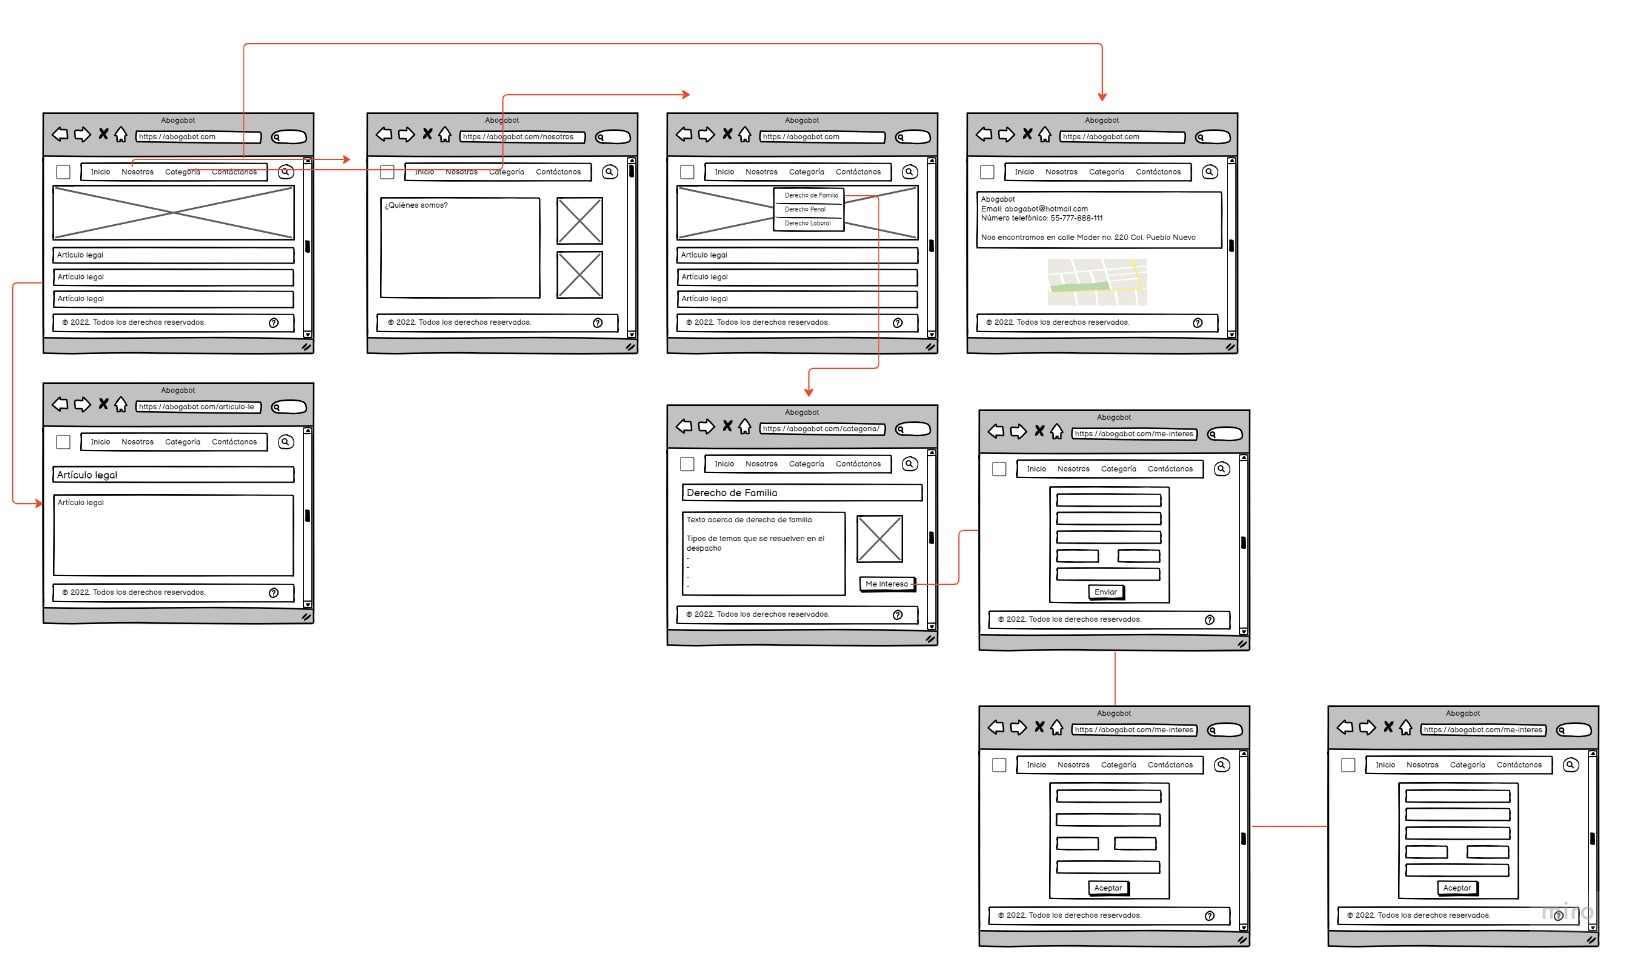 Abogabot
https://abogabot.com
Inicio Nosotros Categoría Contáctanos
Artículo legal
Artículo legal
Artículo legal
© 2022. Todos los derechos reservados. ?
Abogabot
https://abogabot.com/nosotros
Inicio Nosotros Categoría Contáctanos
¿Quiénes somos?
© 2022. Todos los derechos reservados. ?
Abogabot
https://abogabot.com
Inicio Nosotros Categoría Contáctanos
Derecho de Familia
Derecho Penal
Derecho Laboral
Artículo legal
Artículo legal
Artículo legal
© 2022. Todos los derechos reservados. ?
Abogabot
https://abogabot.com
Inicio Nosotros Categoría Contáctanos
Abogabot
Email: abogabot@hotmail.com
Número telefónico: 55-777-888-111
Nos encontramos en calle Mader no. 220 Col. Pueblo Nuevo
© 2022. Todos los derechos reservados. ?
Abogabot
https://abogabot.com/articulo-le
Inicio Nosotros Categoría Contáctanos
Artículo legal
Artículo legal
© 2022. Todos los derechos reservados. ?
Abogabot
https://abogabot.com/categoria/
Inicio Nosotros Categoría Contáctanos
Derecho de Familia
Texto acerca de derecho de familia.
Tipos de temas que se resuelven en el
despacho
-
-
-
-
Me interesa
© 2022. Todos los derechos reservados. ?
Abogabot
https://abogabot.com/me-interes
Inicio Nosotros Categoría Contáctanos
Enviar
© 2022. Todos los derechos reservados. ?
Abogabot
https://abogabot.com/me-interes
Inicio Nosotros Categoría Contáctanos
Aceptar
© 2022. Todos los derechos reservados. ?
Abogabot
https://abogabot.com/me-interes
Inicio Nosotros Categoría Contáctanos
Aceptar
© 2022. Todos los derechos reservados. ?
miro